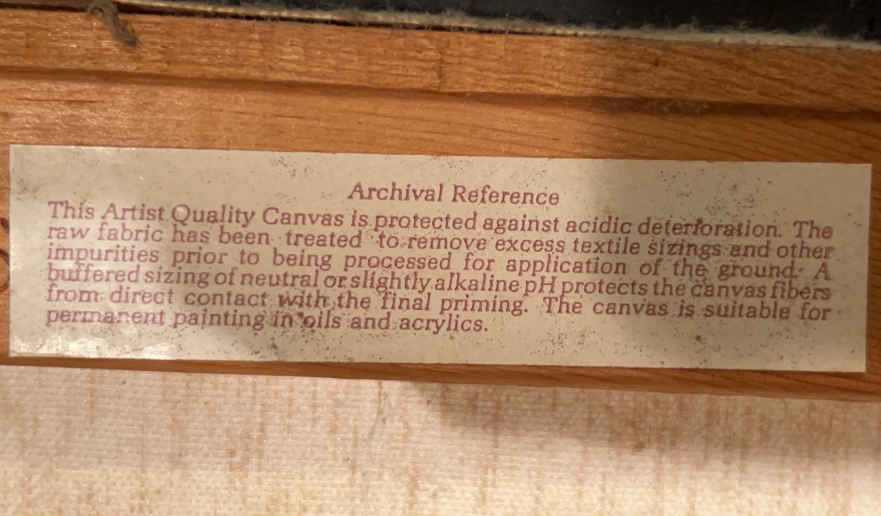 Archival Reference
This Artist Quality Canvas is protected against acidic deterioration. The
raw fabric has been treated to remove excess textile sizings and other
impurities prior to being processed for application of the ground. A
buffered sizing of neutral or slightly alkaline pH protects the canvas fibers
from direct contact with the final priming. The canvas is suitable for
permanent painting in oils and acrylics.